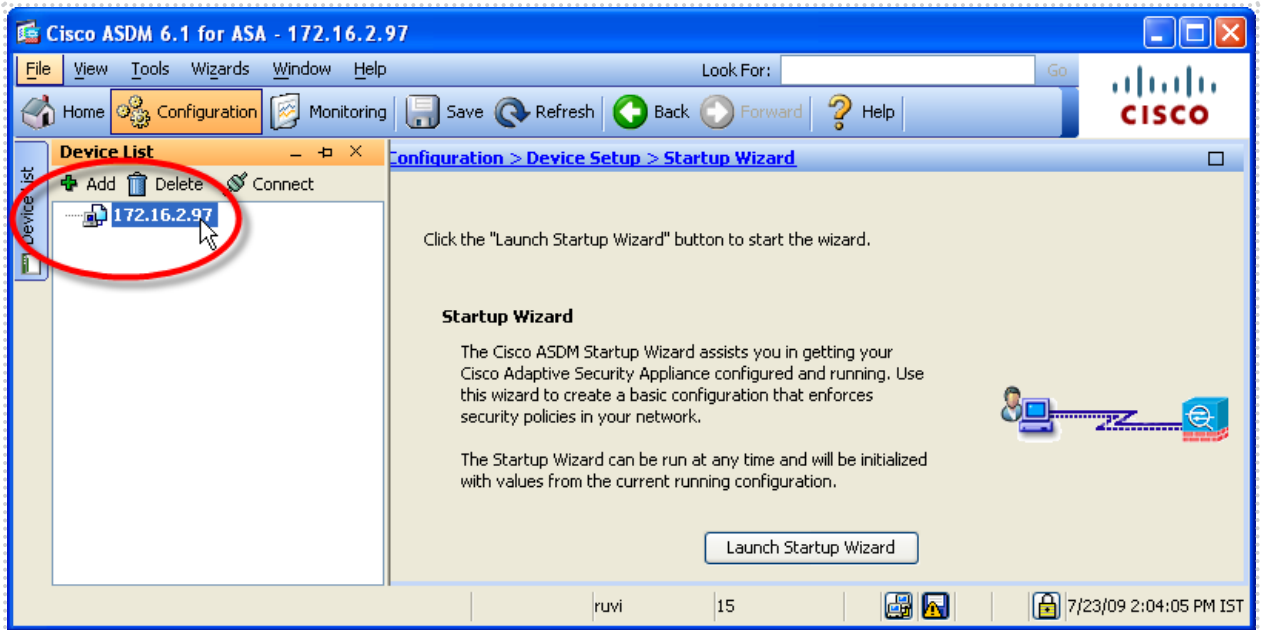 Cisco ASDM 6.1 for ASA - 172.16.2.97
File View Tools Wizards Window Help Look For: Go
Home Configuration Monitoring Save Refresh Back Forward Help
CISCO
Device List
Device List
Configuration > Device Setup > Startup Wizard
Add Delete Connect
172.16.2.97
Click the "Launch Startup Wizard" button to start the wizard.
Startup Wizard
The Cisco ASDM Startup Wizard assists you in getting your
Cisco Adaptive Security Appliance configured and running. Use
this wizard to create a basic configuration that enforces
security policies in your network.
The Startup Wizard can be run at any time and will be initialized
with values from the current running configuration.
Launch Startup Wizard
ruvi 15 7/23/09 2:04:05 PM IST